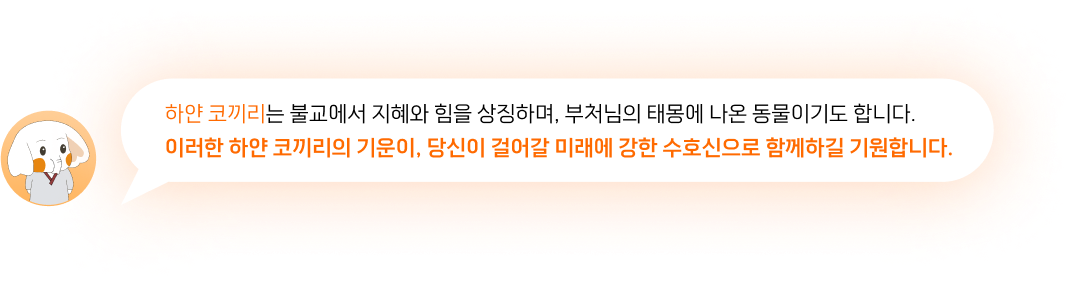 하얀 코끼리는 불교에서 지혜와 힘을 상징하며, 부처님의 태몽에 나온 동물이기도 합니다.
이러한 하얀 코끼리의 기운이, 당신이 걸어갈 미래에 강한 수호신으로 함께하길 기원합니다.